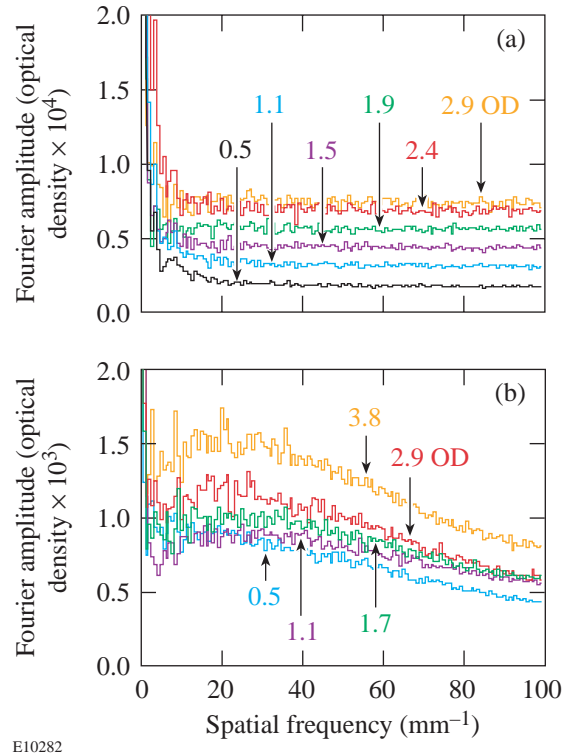 (a)
Fourier amplitude (optical
density × 10⁴)
2.0
1.5
1.0
0.5
0.0
0.5
1.1
1.5
1.9
2.4
2.9 OD
(b)
Fourier amplitude (optical
density × 10³)
2.0
1.5
1.0
0.5
0.0
3.8
2.9 OD
0.5
1.1
1.7
0 20 40 60 80 100
Spatial frequency (mm⁻¹)
E10282